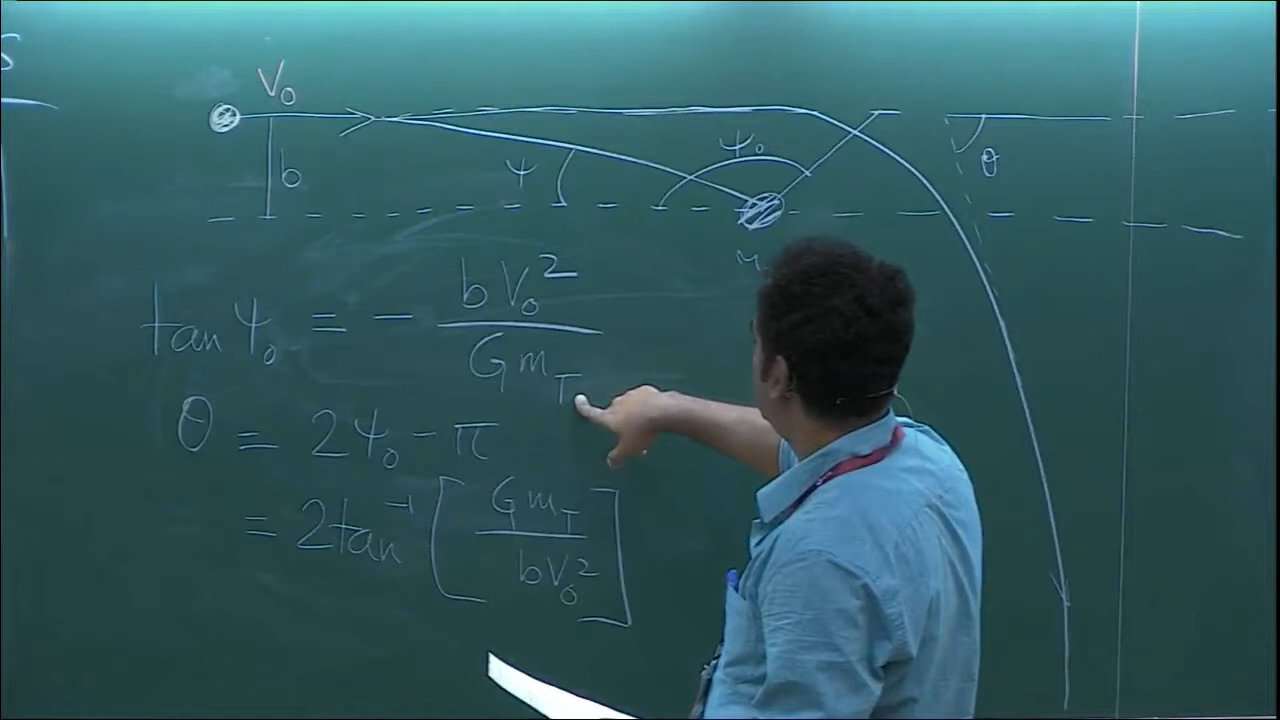 S
V₀
b
ψ
ψ₀
θ
tan ψ₀ = - bV₀² / Gm_T
θ = 2ψ₀ - π
= 2tan⁻¹ [ Gm_T / bV₀² ]